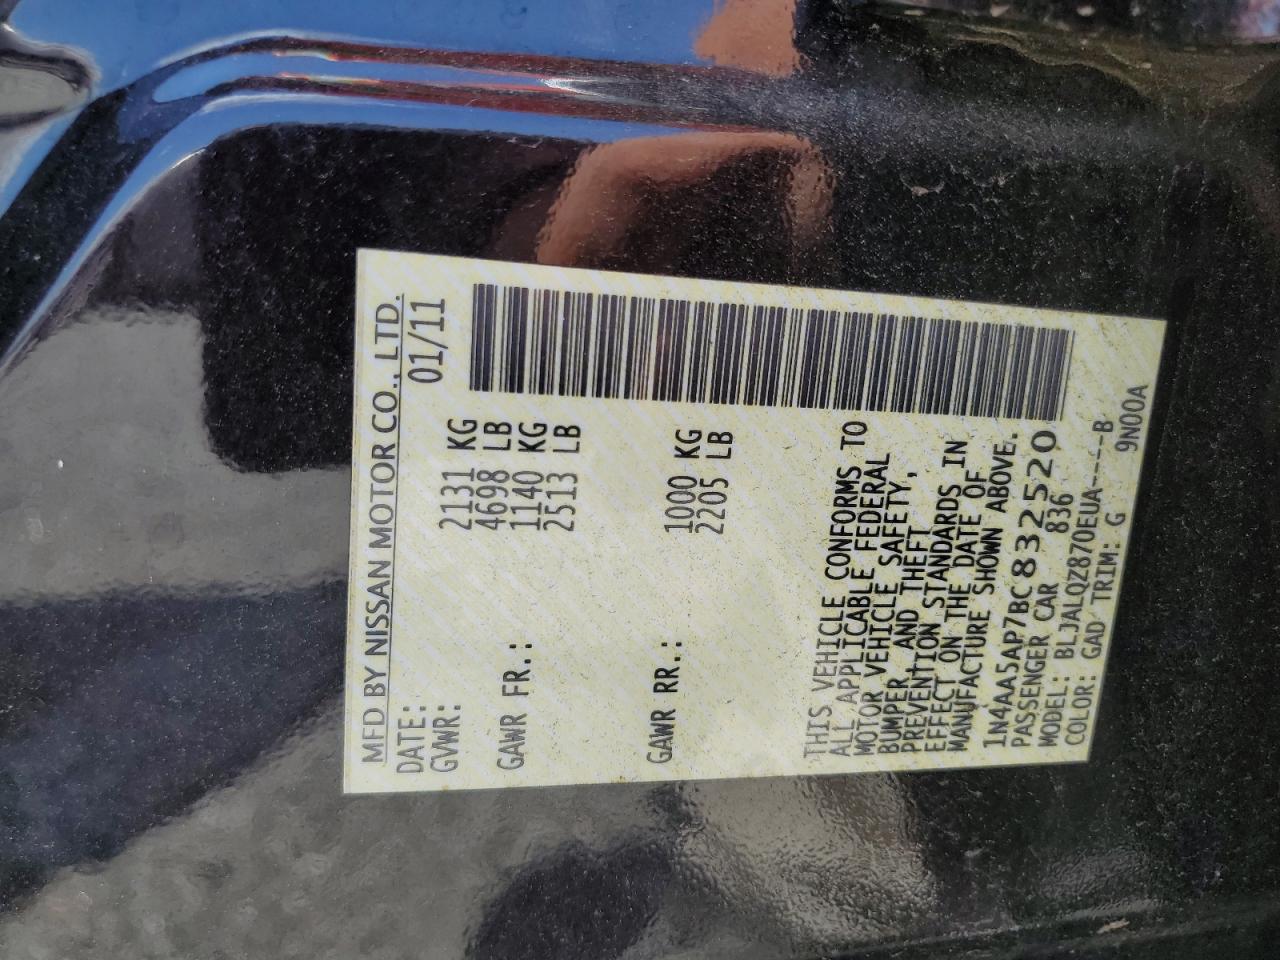 MFD BY NISSAN MOTOR CO., LTD.
DATE: 01/11
GVWR: 2131 KG
4698 LB
GAWR FR.: 1140 KG
2513 LB
GAWR RR.: 1000 KG
2205 LB
THIS VEHICLE CONFORMS TO
ALL APPLICABLE FEDERAL
MOTOR VEHICLE SAFETY,
BUMPER AND THEFT
PREVENTION STANDARDS IN
EFFECT ON THE DATE OF
MANUFACTURE SHOWN ABOVE.
1N4AA5AP7BC832520
PASSENGER CAR 836
MODEL: BLJALQZ870EUA----B
COLOR: GAD TRIM: G 9N00A